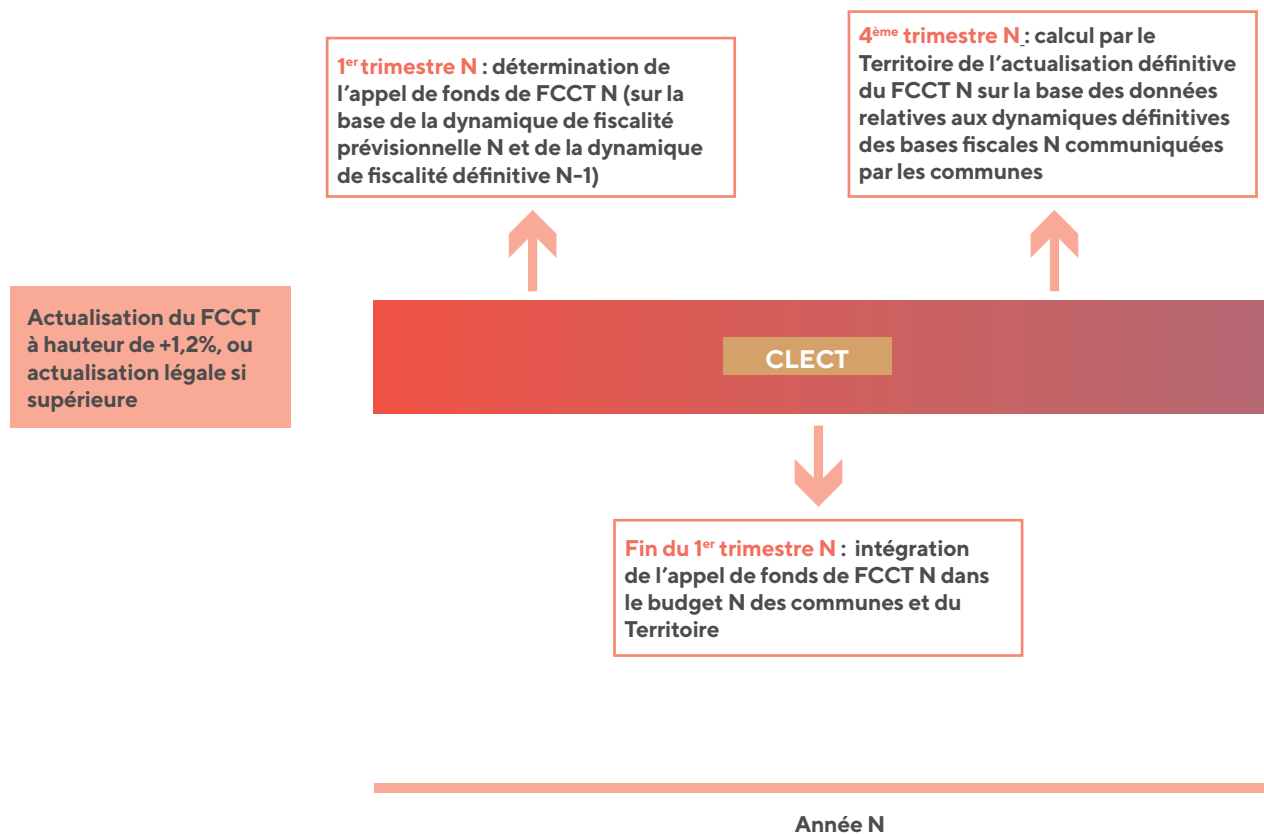 1er trimestre N : détermination de
l’appel de fonds de FCCT N (sur la
base de la dynamique de fiscalité
prévisionnelle N et de la dynamique
de fiscalité définitive N-1)
4ème trimestre N : calcul par le
Territoire de l’actualisation définitive
du FCCT N sur la base des données
relatives aux dynamiques définitives
des bases fiscales N communiquées
par les communes
Actualisation du FCCT
à hauteur de +1,2%, ou
actualisation légale si
supérieure
CLECT
Fin du 1er trimestre N : intégration
de l’appel de fonds de FCCT N dans
le budget N des communes et du
Territoire
Année N